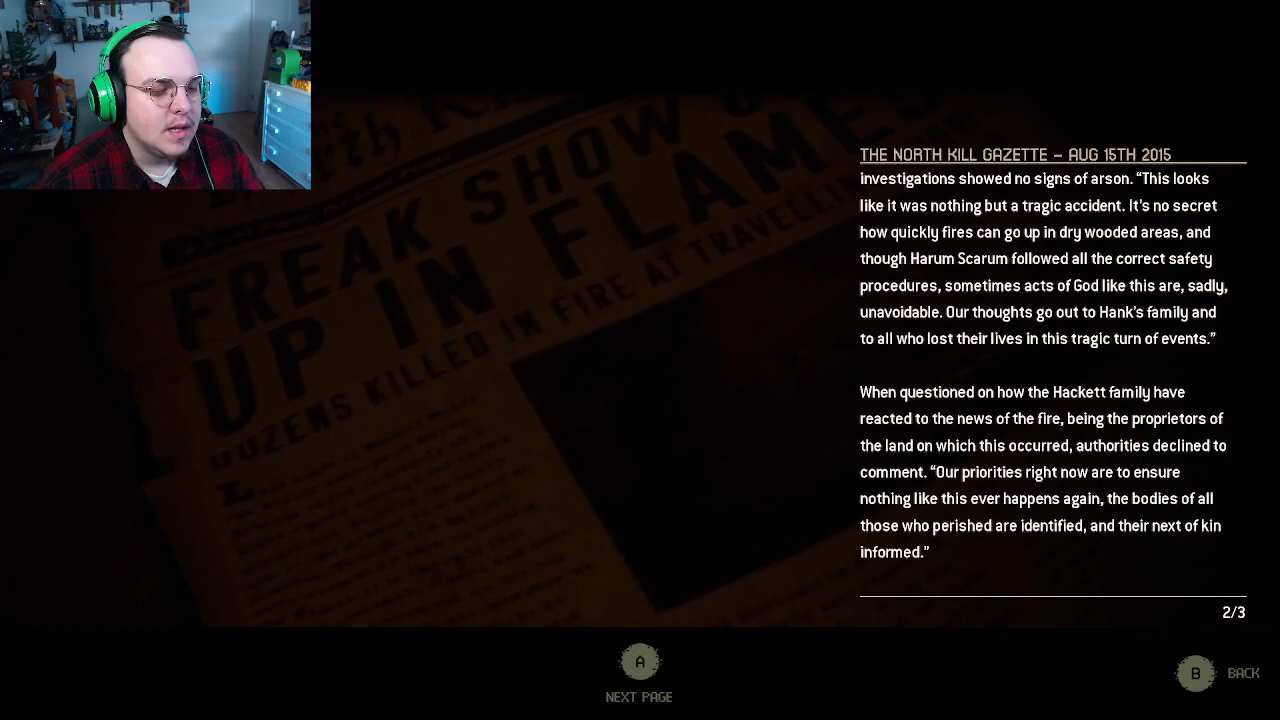 FREAK SHOW
UP IN FLAMES
DOZENS KILLED IN FIRE AT TRAVELLING
THE NORTH KILL GAZETTE – AUG 15TH 2015
investigations showed no signs of arson. “This looks
like it was nothing but a tragic accident. It’s no secret
how quickly fires can go up in dry wooded areas, and
though Harum Scarum followed all the correct safety
procedures, sometimes acts of God like this are, sadly,
unavoidable. Our thoughts go out to Hank’s family and
to all who lost their lives in this tragic turn of events.”
When questioned on how the Hackett family have
reacted to the news of the fire, being the proprietors of
the land on which this occurred, authorities declined to
comment. “Our priorities right now are to ensure
nothing like this ever happens again, the bodies of all
those who perished are identified, and their next of kin
informed.”
2/3
A
NEXT PAGE
B BACK